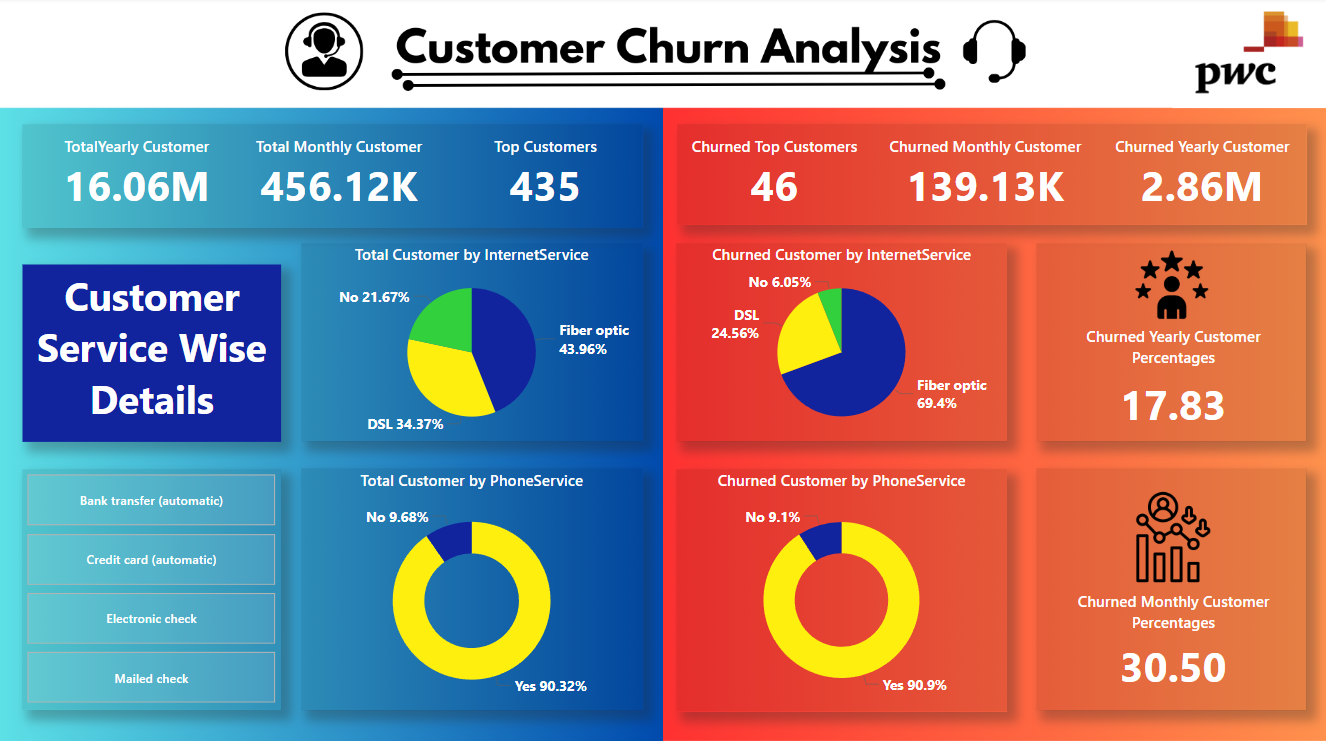 Customer Churn Analysis
pwc
TotalYearly Customer
16.06M
Total Monthly Customer
456.12K
Top Customers
435
Churned Top Customers
46
Churned Monthly Customer
139.13K
Churned Yearly Customer
2.86M
Customer
Service Wise
Details
Total Customer by InternetService
No 21.67%
Fiber optic
43.96%
DSL 34.37%
Churned Customer by InternetService
No 6.05%
DSL
24.56%
Fiber optic
69.4%
Churned Yearly Customer
Percentages
17.83
Bank transfer (automatic)
Credit card (automatic)
Electronic check
Mailed check
Total Customer by PhoneService
No 9.68%
Yes 90.32%
Churned Customer by PhoneService
No 9.1%
Yes 90.9%
Churned Monthly Customer
Percentages
30.50